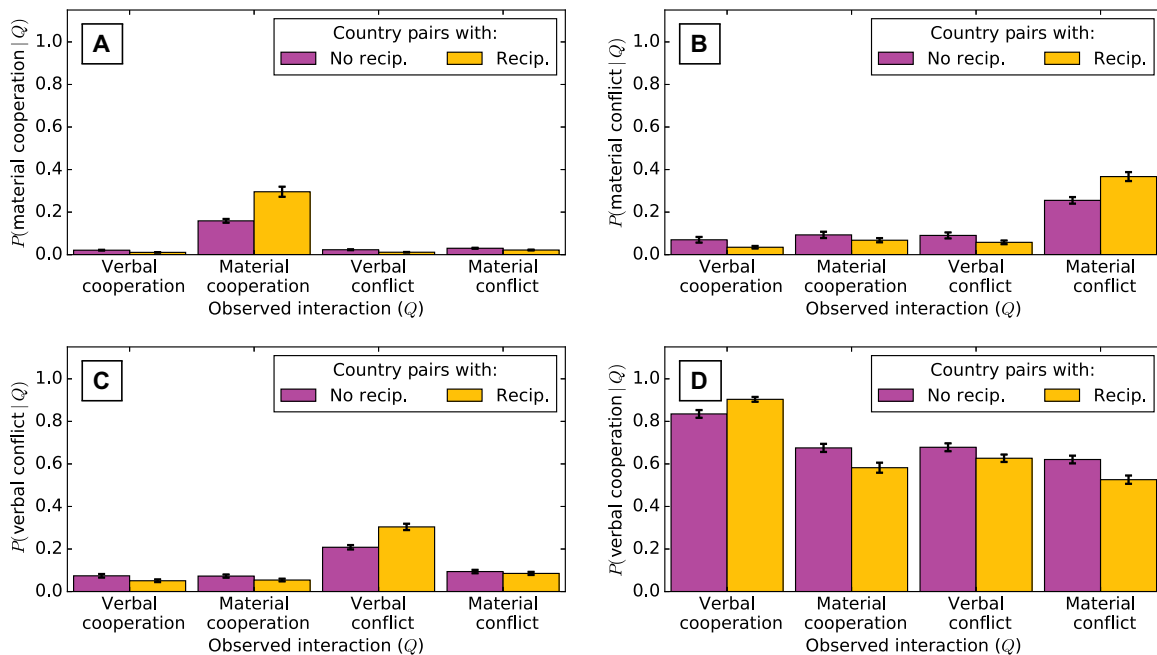 A
Country pairs with:
No recip. Recip.
P(material cooperation | Q)
1.0
0.8
0.6
0.4
0.2
0.0
Verbal cooperation
Material cooperation
Verbal conflict
Material conflict
Observed interaction (Q)
B
Country pairs with:
No recip. Recip.
P(material conflict | Q)
1.0
0.8
0.6
0.4
0.2
0.0
Verbal cooperation
Material cooperation
Verbal conflict
Material conflict
Observed interaction (Q)
C
Country pairs with:
No recip. Recip.
P(verbal conflict | Q)
1.0
0.8
0.6
0.4
0.2
0.0
Verbal cooperation
Material cooperation
Verbal conflict
Material conflict
Observed interaction (Q)
D
Country pairs with:
No recip. Recip.
P(verbal cooperation | Q)
1.0
0.8
0.6
0.4
0.2
0.0
Verbal cooperation
Material cooperation
Verbal conflict
Material conflict
Observed interaction (Q)